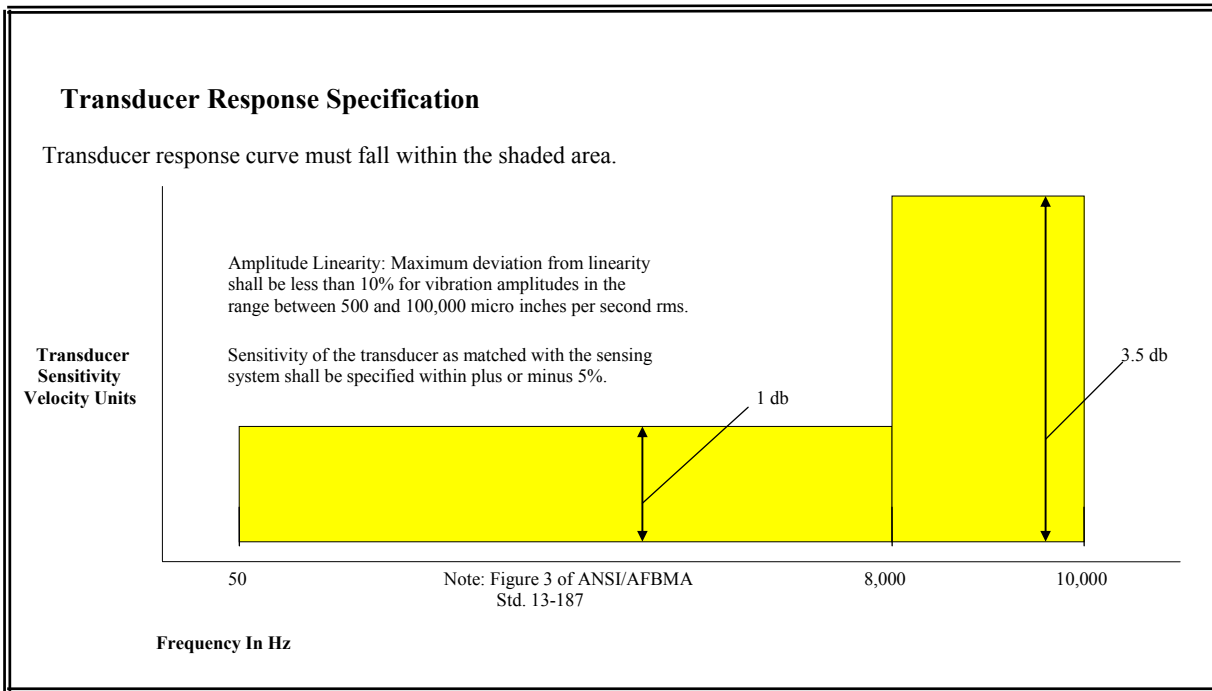 Transducer Response Specification
Transducer response curve must fall within the shaded area.
Amplitude Linearity: Maximum deviation from linearity
shall be less than 10% for vibration amplitudes in the
range between 500 and 100,000 micro inches per second rms.
Sensitivity of the transducer as matched with the sensing
system shall be specified within plus or minus 5%.
Transducer
Sensitivity
Velocity Units
1 db
3.5 db
50
Note: Figure 3 of ANSI/AFBMA
Std. 13-187
8,000
10,000
Frequency In Hz